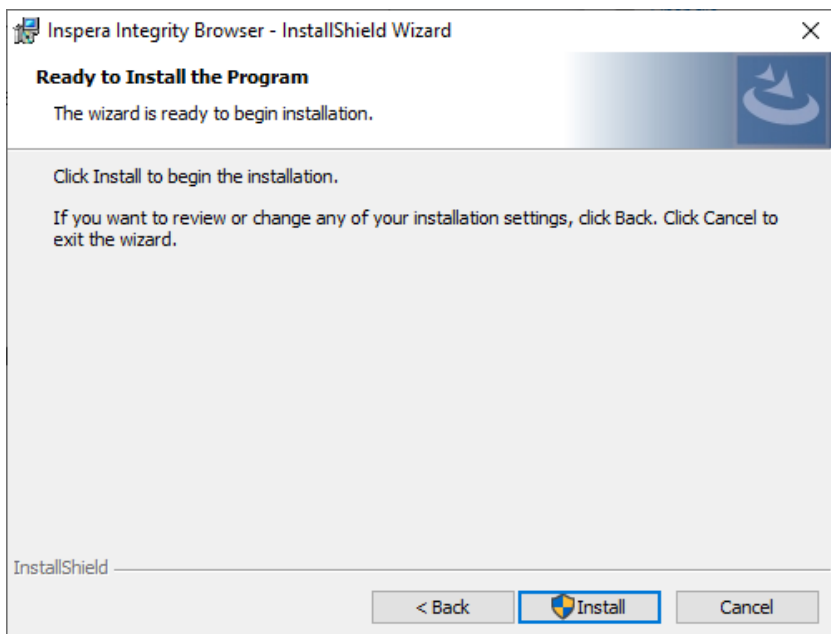 Inspera Integrity Browser - InstallShield Wizard
Ready to Install the Program
The wizard is ready to begin installation.
Click Install to begin the installation.
If you want to review or change any of your installation settings, click Back. Click Cancel to
exit the wizard.
InstallShield
< Back
Install
Cancel